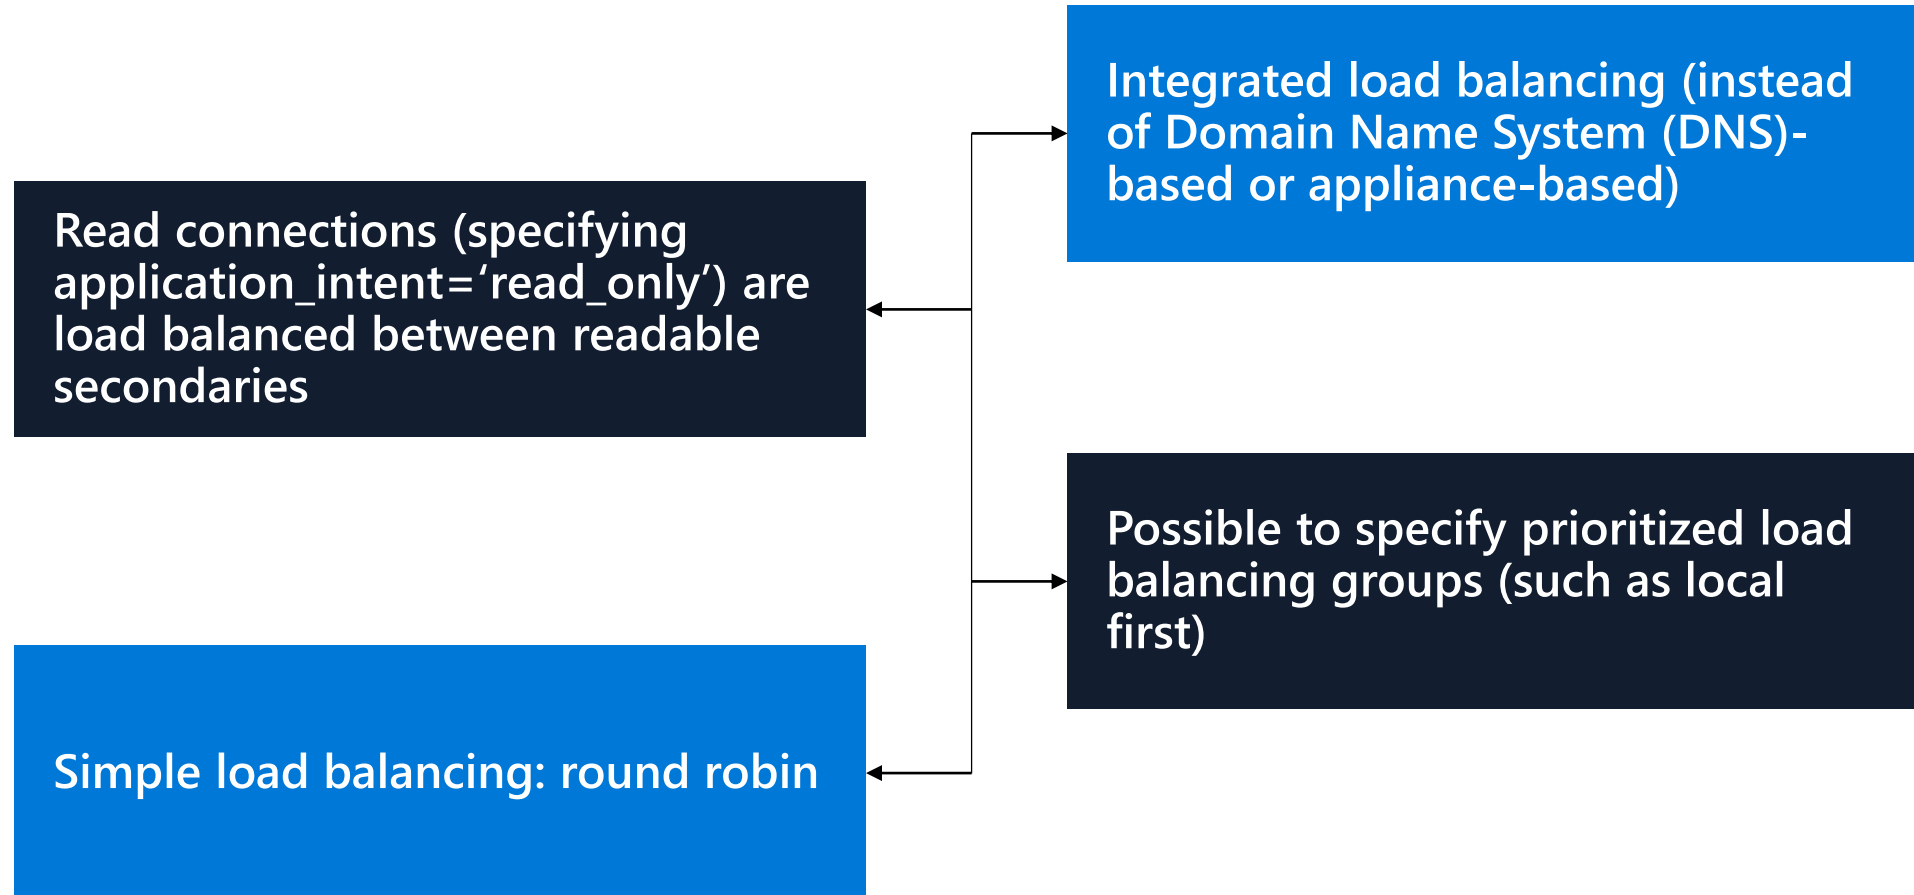 Integrated load balancing (instead
of Domain Name System (DNS)-
based or appliance-based)
Read connections (specifying
application_intent=‘read_only’) are
load balanced between readable
secondaries
Possible to specify prioritized load
balancing groups (such as local
first)
Simple load balancing: round robin